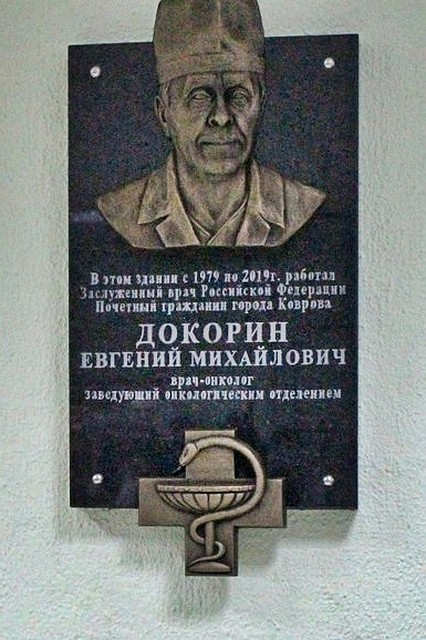 В этом здании с 1979 по 2019г. работал
Заслуженный врач Российской Федерации
Почетный гражданин города Коврова
ДОКОРИН
ЕВГЕНИЙ МИХАЙЛОВИЧ
врач-онколог
заведующий онкологическим отделением